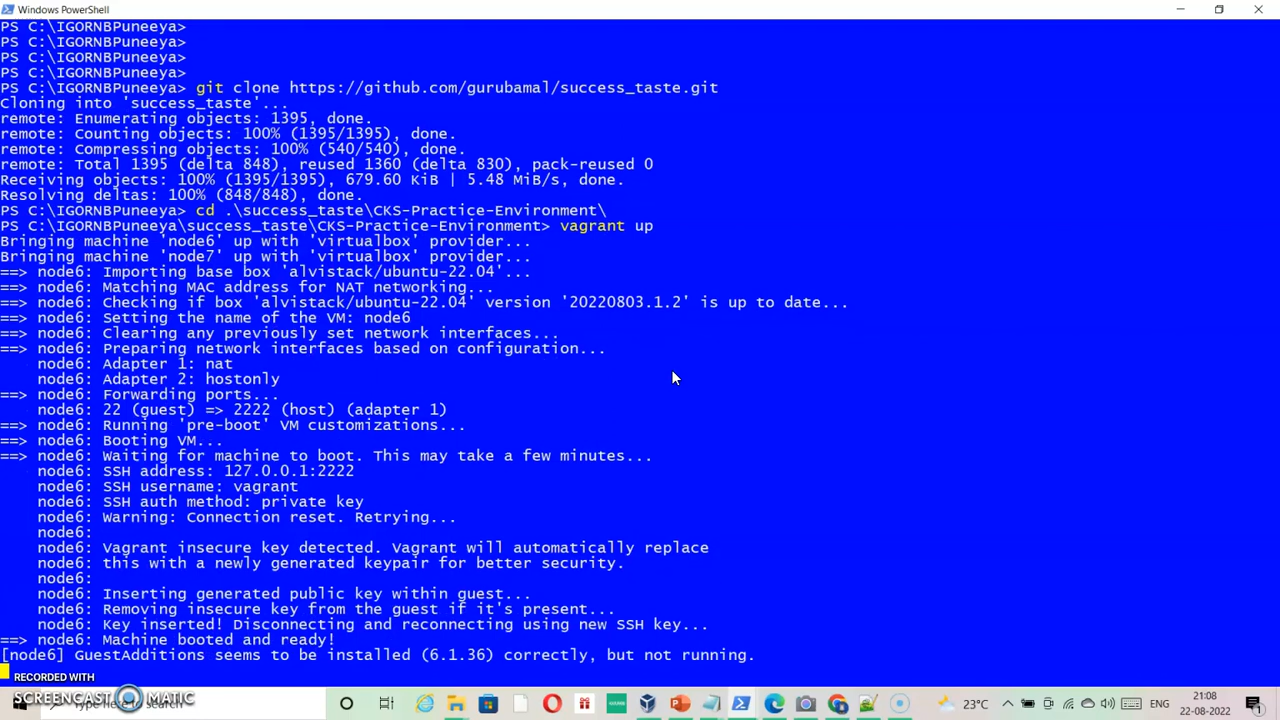 Windows PowerShell
PS C:\IGORNBPuneeya>
PS C:\IGORNBPuneeya>
PS C:\IGORNBPuneeya>
PS C:\IGORNBPuneeya>
PS C:\IGORNBPuneeya> git clone https://github.com/gurubamal/success_taste.git
Cloning into 'success_taste'...
remote: Enumerating objects: 1395, done.
remote: Counting objects: 100% (1395/1395), done.
remote: Compressing objects: 100% (540/540), done.
remote: Total 1395 (delta 848), reused 1360 (delta 830), pack-reused 0
Receiving objects: 100% (1395/1395), 679.60 KiB | 5.48 MiB/s, done.
Resolving deltas: 100% (848/848), done.
PS C:\IGORNBPuneeya> cd .\success_taste\CKS-Practice-Environment\
PS C:\IGORNBPuneeya\success_taste\CKS-Practice-Environment> vagrant up
Bringing machine 'node6' up with 'virtualbox' provider...
Bringing machine 'node7' up with 'virtualbox' provider...
==> node6: Importing base box 'alvistack/ubuntu-22.04'...
==> node6: Matching MAC address for NAT networking...
==> node6: Checking if box 'alvistack/ubuntu-22.04' version '20220803.1.2' is up to date...
==> node6: Setting the name of the VM: node6
==> node6: Clearing any previously set network interfaces...
==> node6: Preparing network interfaces based on configuration...
node6: Adapter 1: nat
node6: Adapter 2: hostonly
==> node6: Forwarding ports...
node6: 22 (guest) => 2222 (host) (adapter 1)
==> node6: Running 'pre-boot' VM customizations...
==> node6: Booting VM...
==> node6: Waiting for machine to boot. This may take a few minutes...
node6: SSH address: 127.0.0.1:2222
node6: SSH username: vagrant
node6: SSH auth method: private key
node6: Warning: Connection reset. Retrying...
node6:
node6: Vagrant insecure key detected. Vagrant will automatically replace
node6: this with a newly generated keypair for better security.
node6:
node6: Inserting generated public key within guest...
node6: Removing insecure key from the guest if it's present...
node6: Key inserted! Disconnecting and reconnecting using new SSH key...
==> node6: Machine booted and ready!
[node6] GuestAdditions seems to be installed (6.1.36) correctly, but not running.
RECORDED WITH
SCREENCAST MATIC
23°C
21:08
22-08-2022